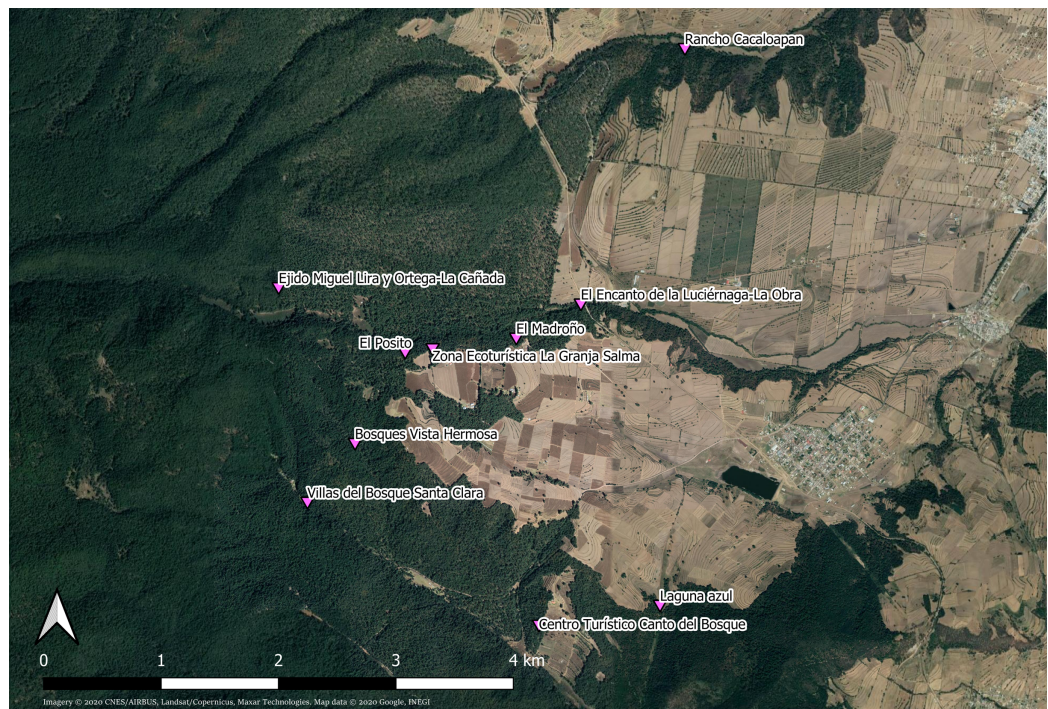 Rancho Cacaloapan
Ejido Miguel Lira y Ortega-La Cañada
El Encanto de la Luciérnaga-La Obra
El Madroño
El Posito
Zona Ecoturística La Granja Salma
Bosques Vista Hermosa
Villas del Bosque Santa Clara
Laguna azul
Centro Turístico Canto del Bosque
0 1 2 3 4 km
Imagery © 2020 CNES/AIRBUS, Landsat/Copernicus, Maxar Technologies, Map data © 2020 Google, INEGI